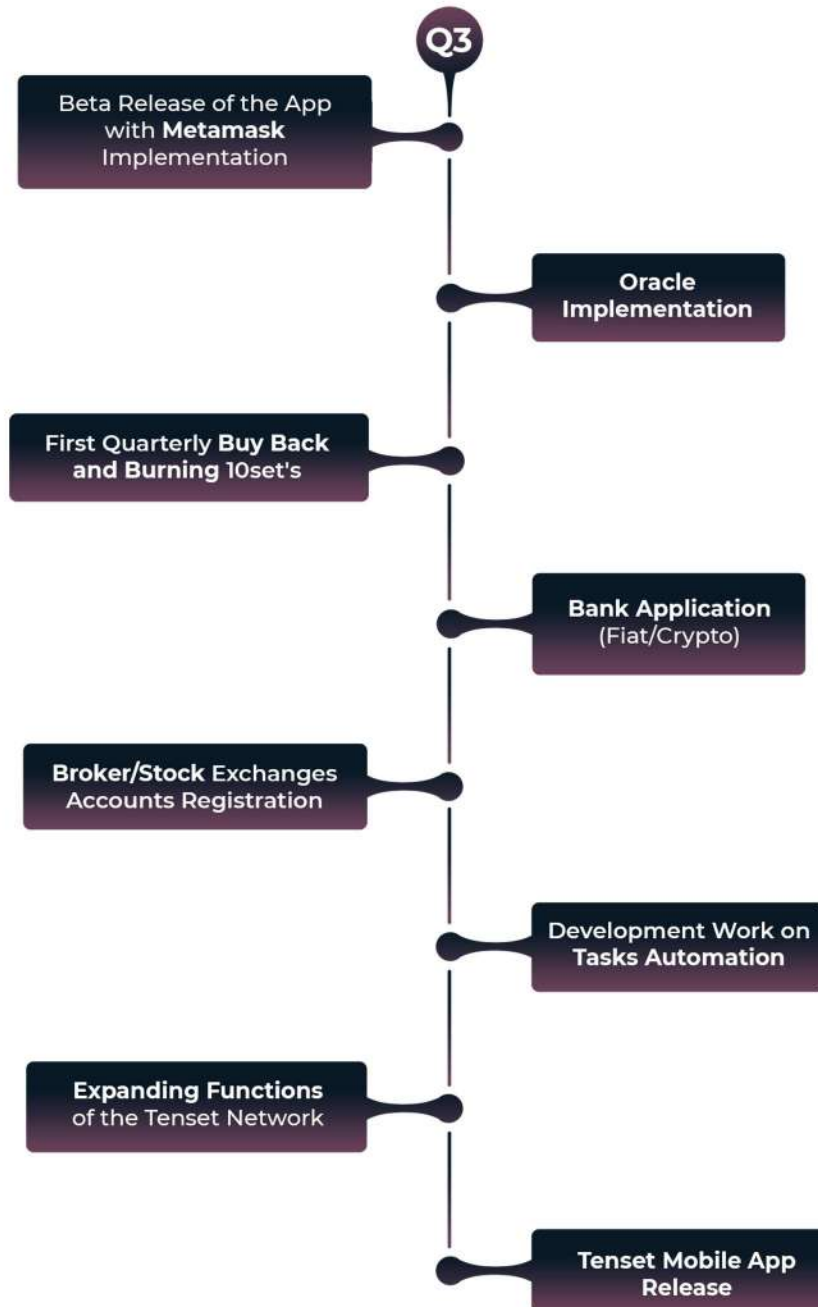 Q3
Beta Release of the App
with Metamask
Implementation
Oracle
Implementation
First Quarterly Buy Back
and Burning 10set's
Bank Application
(Fiat/Crypto)
Broker/Stock Exchanges
Accounts Registration
Development Work on
Tasks Automation
Expanding Functions
of the Tenset Network
Tenset Mobile App
Release